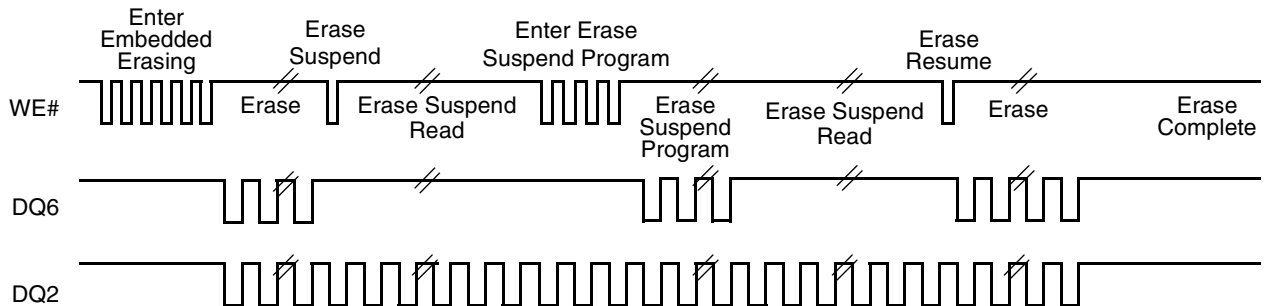 Enter
Embedded
Erasing
Erase
Suspend
Enter Erase
Suspend Program
Erase
Resume
WE#
Erase
Erase Suspend
Read
Erase
Suspend
Program
Erase Suspend
Read
Erase
Erase
Complete
DQ6
DQ2